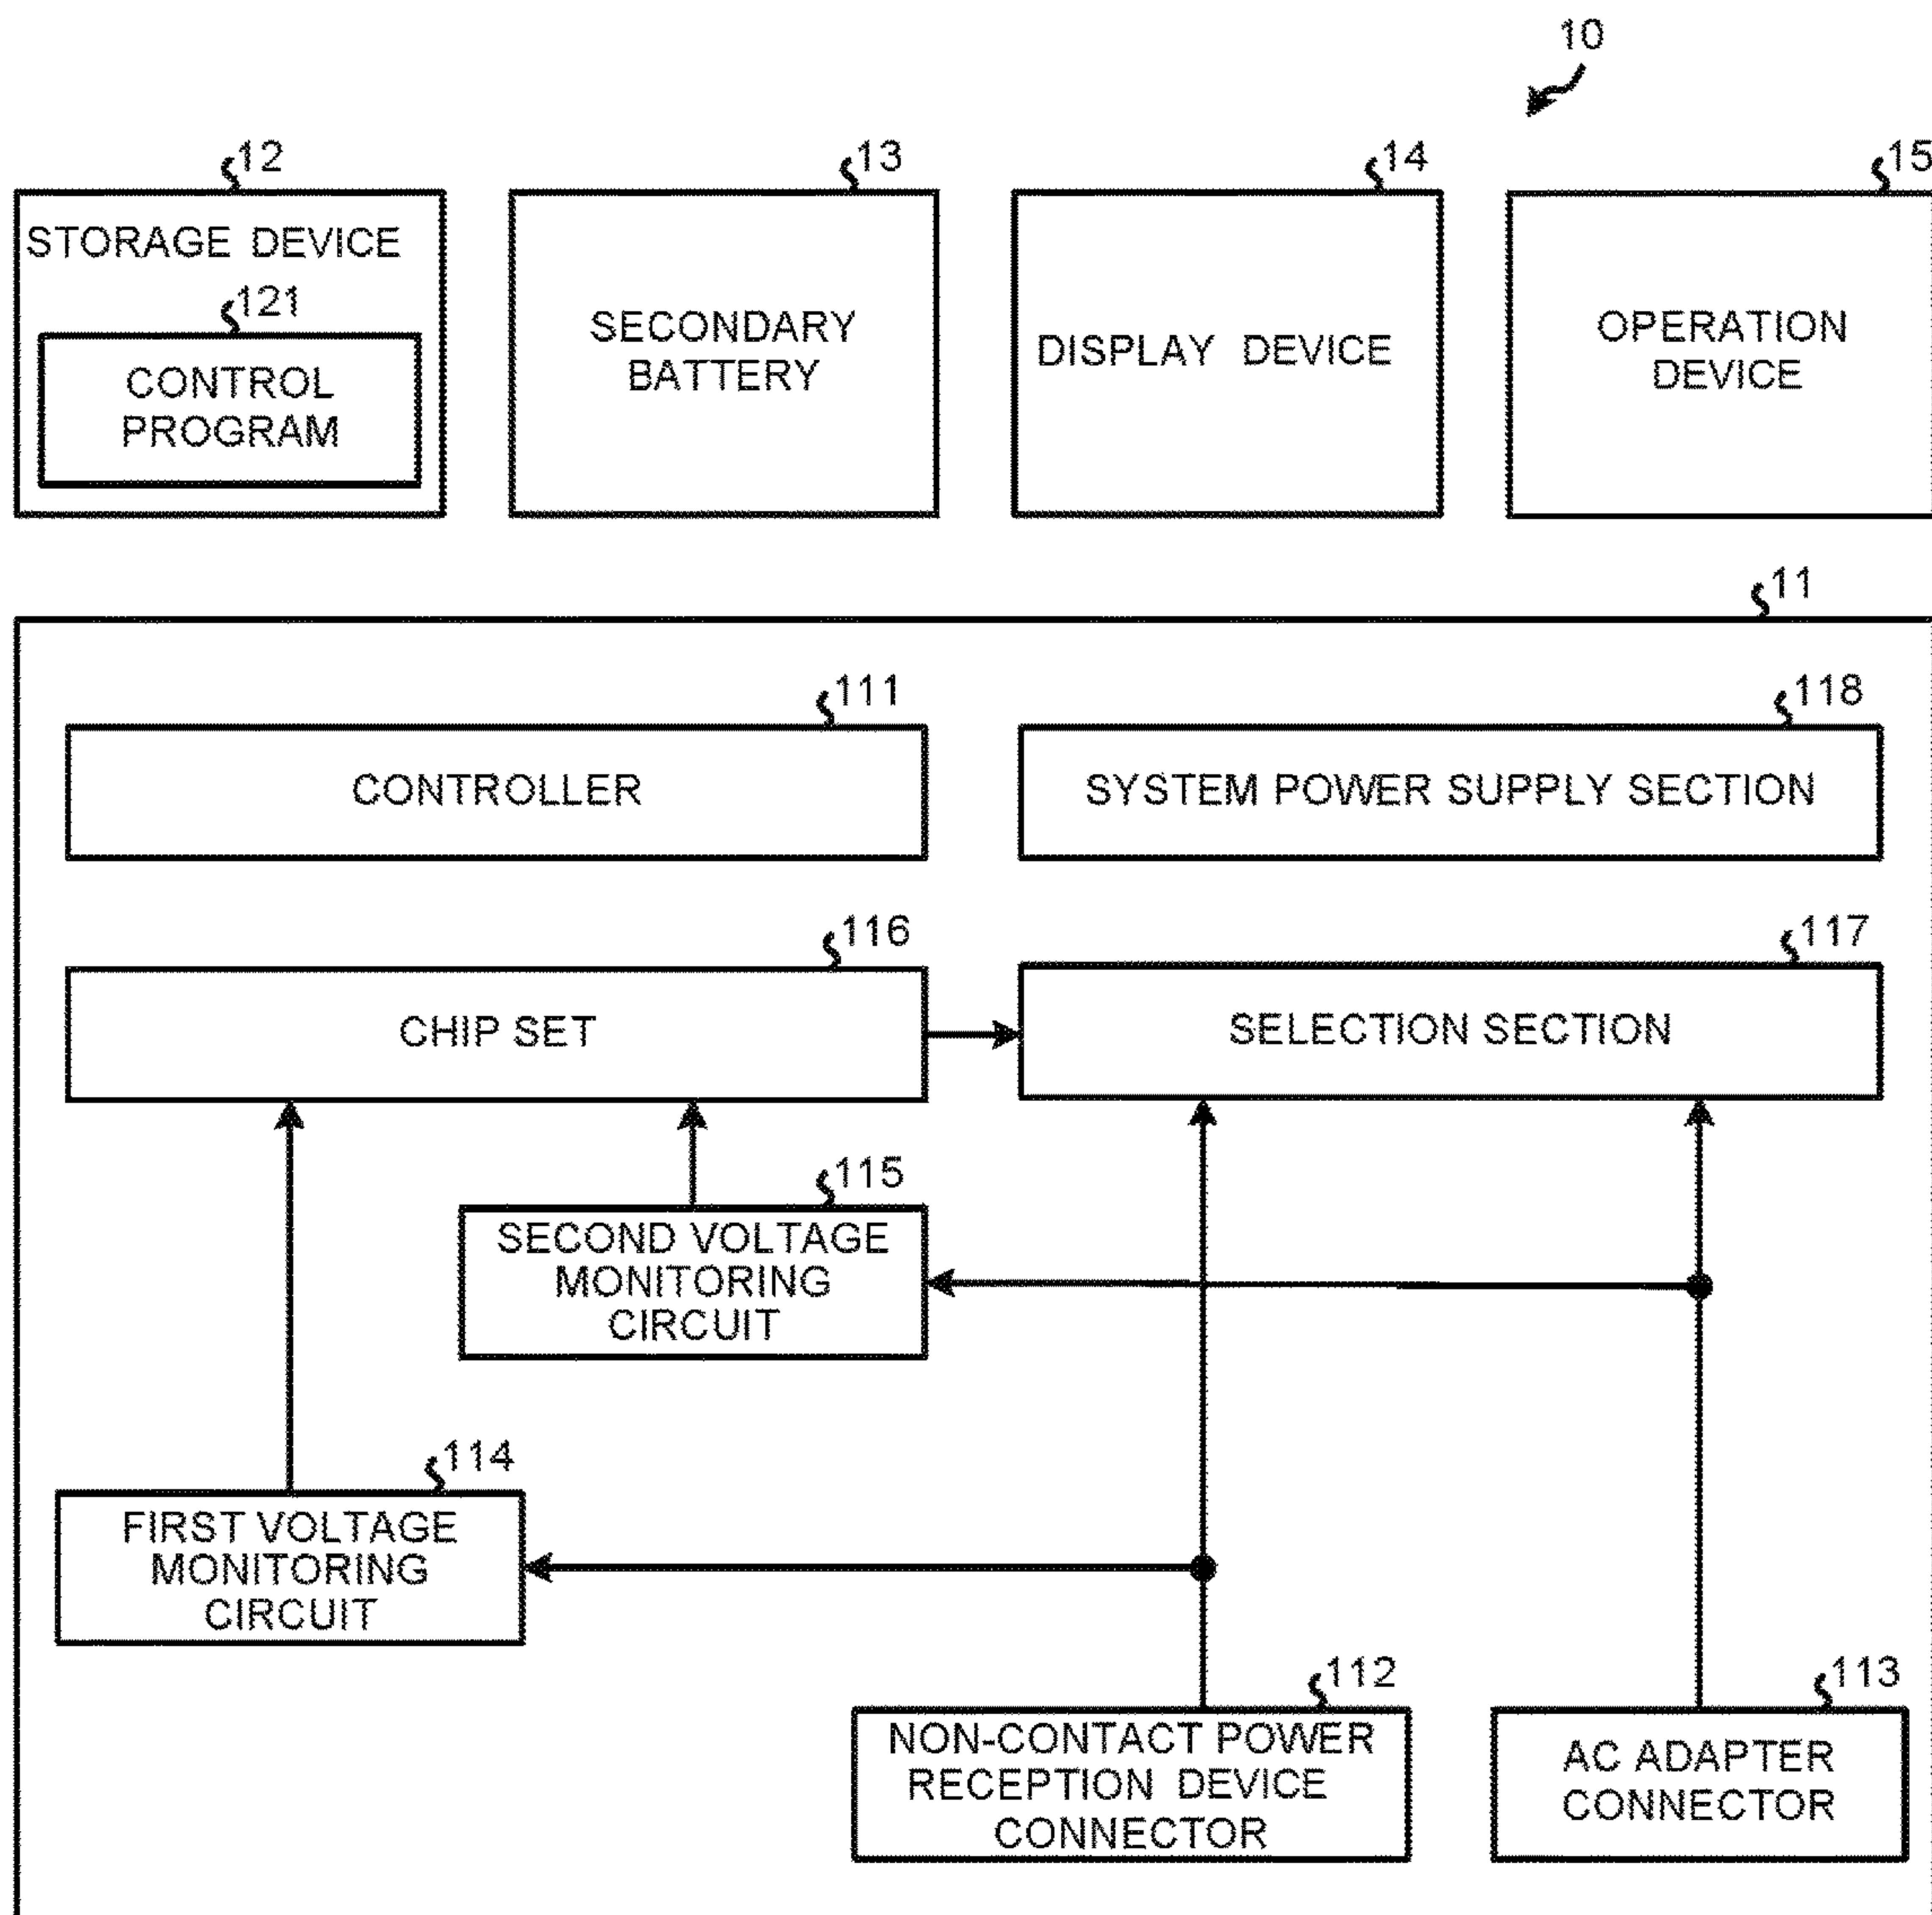 10
12
13
14
15
STORAGE DEVICE
121
CONTROL
PROGRAM
SECONDARY
BATTERY
DISPLAY DEVICE
OPERATION
DEVICE
11
111
118
CONTROLLER
SYSTEM POWER SUPPLY SECTION
116
117
CHIP SET
SELECTION SECTION
115
SECOND VOLTAGE
MONITORING
CIRCUIT
114
FIRST VOLTAGE
MONITORING
CIRCUIT
112
113
NON-CONTACT POWER
RECEPTION DEVICE
CONNECTOR
AC ADAPTER
CONNECTOR